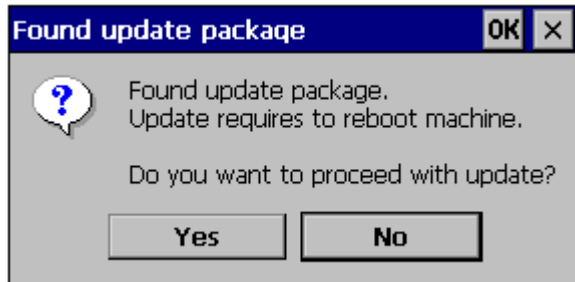 Found update package
OK ×
?
Found update package.
Update requires to reboot machine.
Do you want to proceed with update?
Yes No